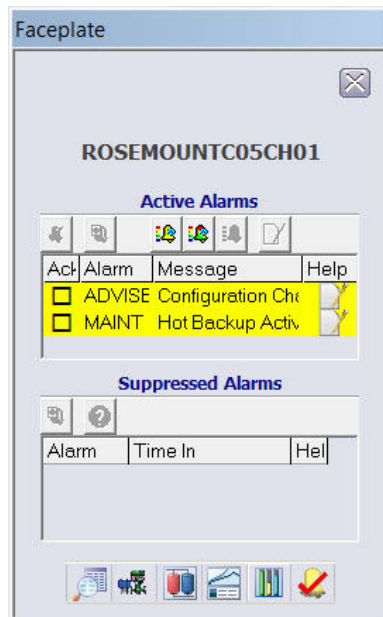 Faceplate
ROSEMOUNTC05CH01
Active Alarms
Ack Alarm Message Help
ADVISE Configuration Cha
MAINT Hot Backup Activ
Suppressed Alarms
Alarm Time In Hel